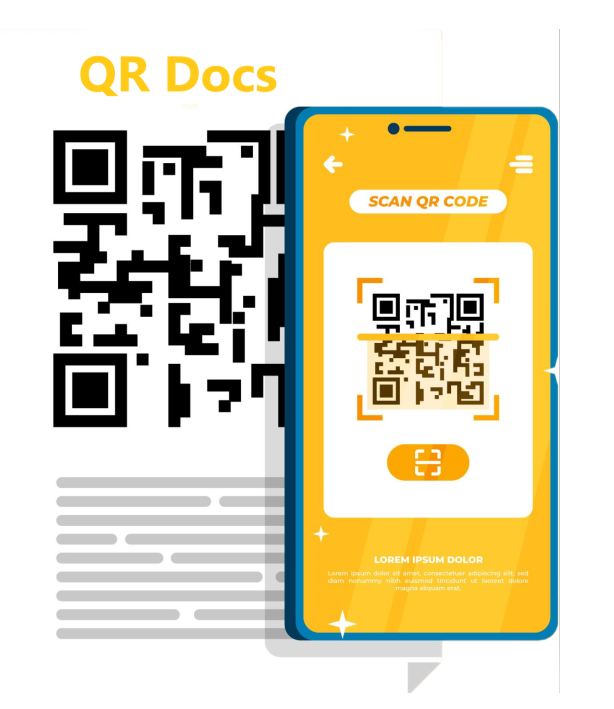 QR Docs
SCAN QR CODE
LOREM IPSUM DOLOR
Lorem ipsum dolor sit amet, consectetuer adipiscing elit, sed
diam nonummy nibh euismod tincidunt ut laoreet dolore
magna aliquam erat.